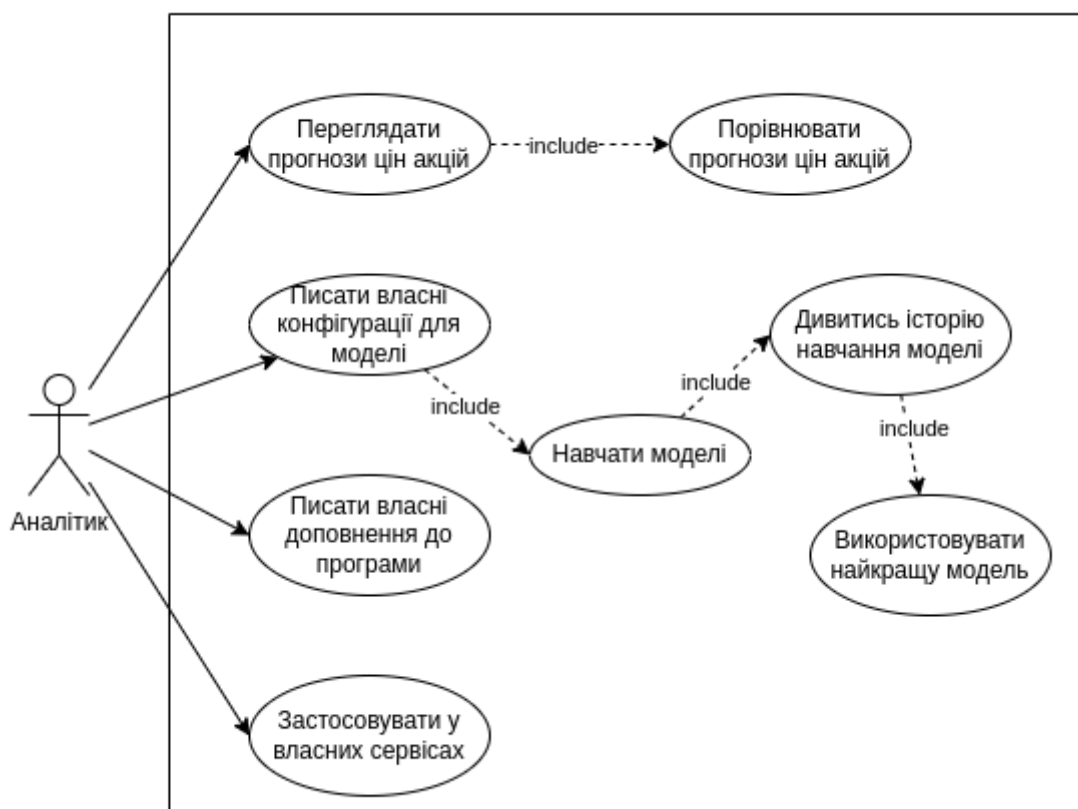 Переглядати
прогнози цін акцій
include
Порівнювати
прогнози цін акцій
Писати власні
конфігурації для
моделі
include
Навчати моделі
include
Дивитись історію
навчання моделі
include
Використовувати
найкращу модель
Аналітик
Писати власні
доповнення до
програми
Застосовувати у
власних сервісах